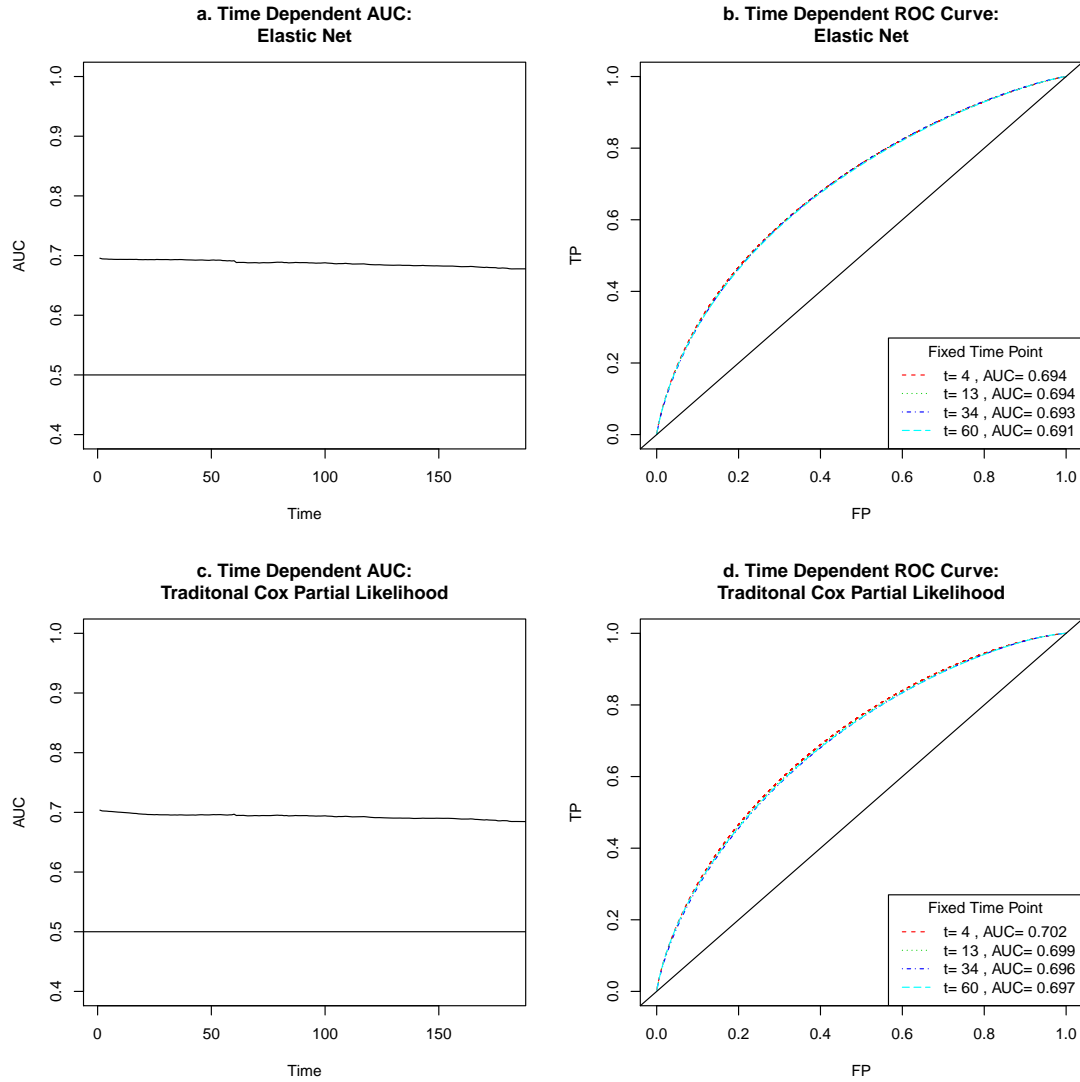 a. Time Dependent AUC:
Elastic Net
AUC
1.0
0.9
0.8
0.7
0.6
0.5
0.4
0
50
100
150
Time
b. Time Dependent ROC Curve:
Elastic Net
TP
1.0
0.8
0.6
0.4
0.2
0.0
Fixed Time Point
t= 4 , AUC= 0.694
t= 13 , AUC= 0.694
t= 34 , AUC= 0.693
t= 60 , AUC= 0.691
0.0
0.2
0.4
0.6
0.8
1.0
FP
c. Time Dependent AUC:
Traditonal Cox Partial Likelihood
AUC
1.0
0.9
0.8
0.7
0.6
0.5
0.4
0
50
100
150
Time
d. Time Dependent ROC Curve:
Traditonal Cox Partial Likelihood
TP
1.0
0.8
0.6
0.4
0.2
0.0
Fixed Time Point
t= 4 , AUC= 0.702
t= 13 , AUC= 0.699
t= 34 , AUC= 0.696
t= 60 , AUC= 0.697
0.0
0.2
0.4
0.6
0.8
1.0
FP